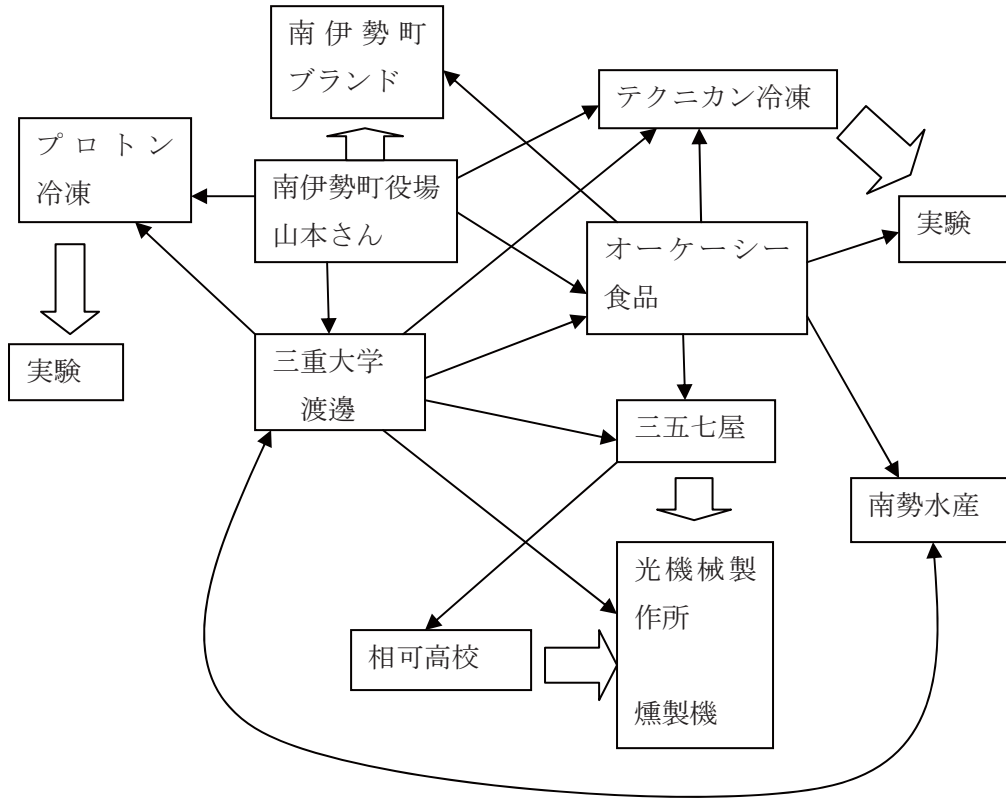 南伊勢町
ブランド
テクニカン冷凍
プロトン
冷凍
南伊勢町役場
山本さん
実験
オーケーシー
食品
実験
三重大学
渡邊
三五七屋
南勢水産
光機械製
作所
燻製機
相可高校